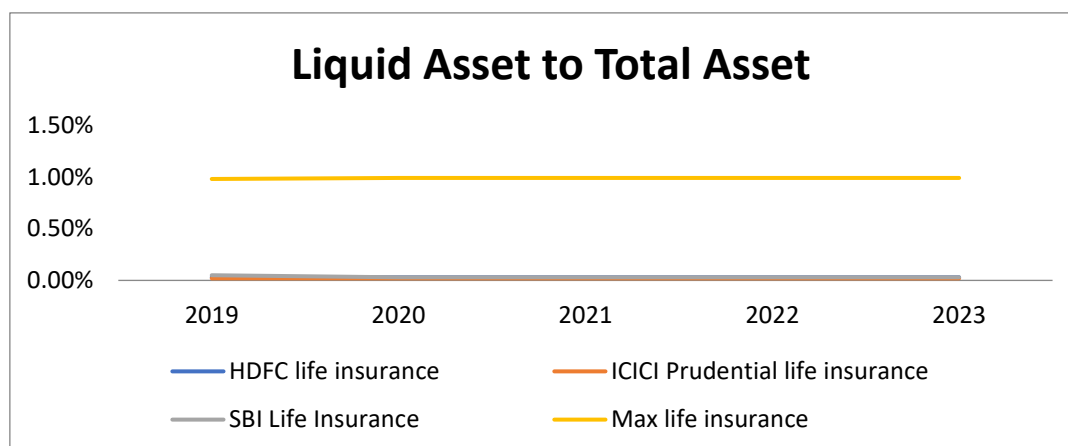 Liquid Asset to Total Asset
1.50%
1.00%
0.50%
0.00%
2019 2020 2021 2022 2023
HDFC life insurance ICICI Prudential life insurance
SBI Life Insurance Max life insurance